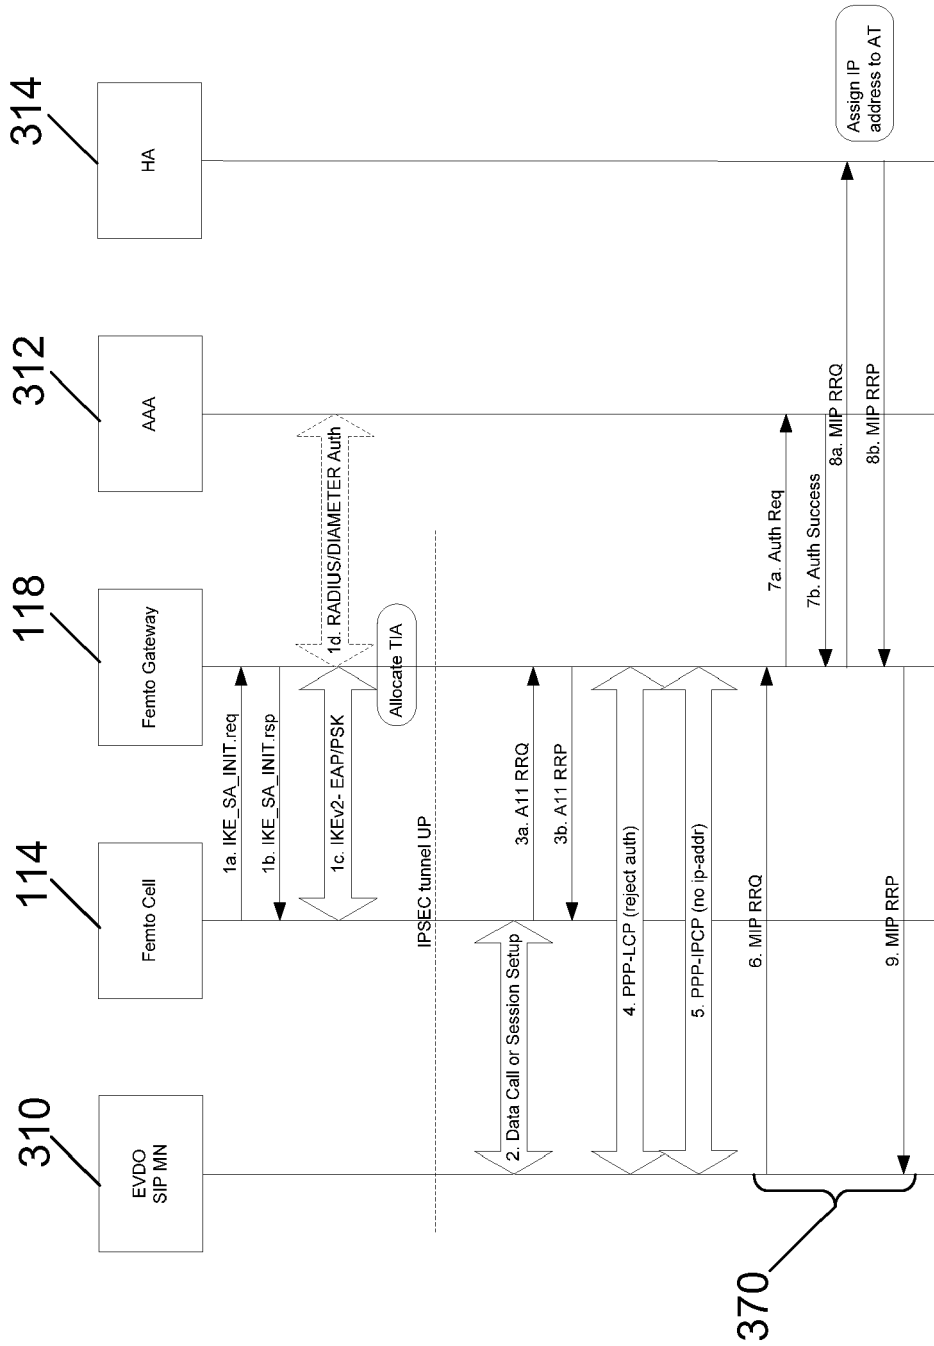 310
114
118
312
314
EVDO
SIP MN
Femto Cell
Femto Gateway
AAA
HA
1a. IKE_SA_INIT.req
1b. IKE_SA_INIT.rsp
1c. IKEv2- EAP/PSK
1d. RADIUS/DIAMETER Auth
Allocate TIA
IPSEC tunnel UP
2. Data Call or Session Setup
3a. A11 RRQ
3b. A11 RRP
4. PPP-LCP (reject auth)
5. PPP-IPCP (no ip-addr)
6. MIP RRQ
7a. Auth Req
7b. Auth Success
8a. MIP RRQ
Assign IP
address to AT
8b. MIP RRP
9. MIP RRP
370